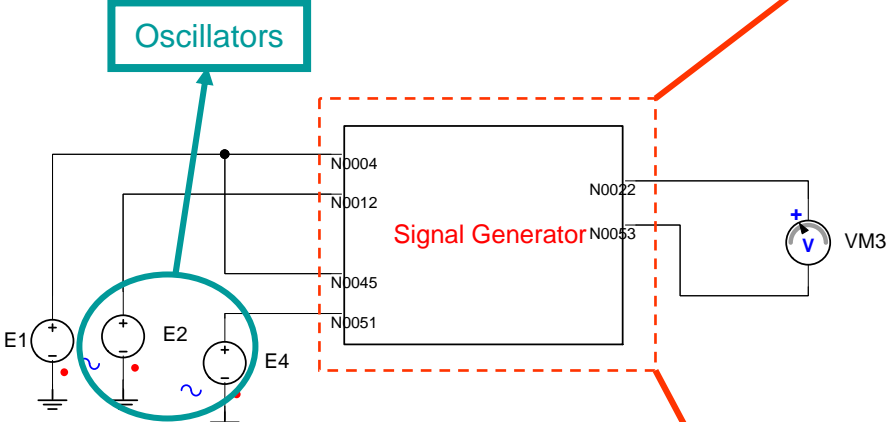 Oscillators
N0004
N0012
N0022
Signal Generator
N0053
+
V
VM3
N0045
N0051
E1
+
-
+
-
E2
+
-
E4